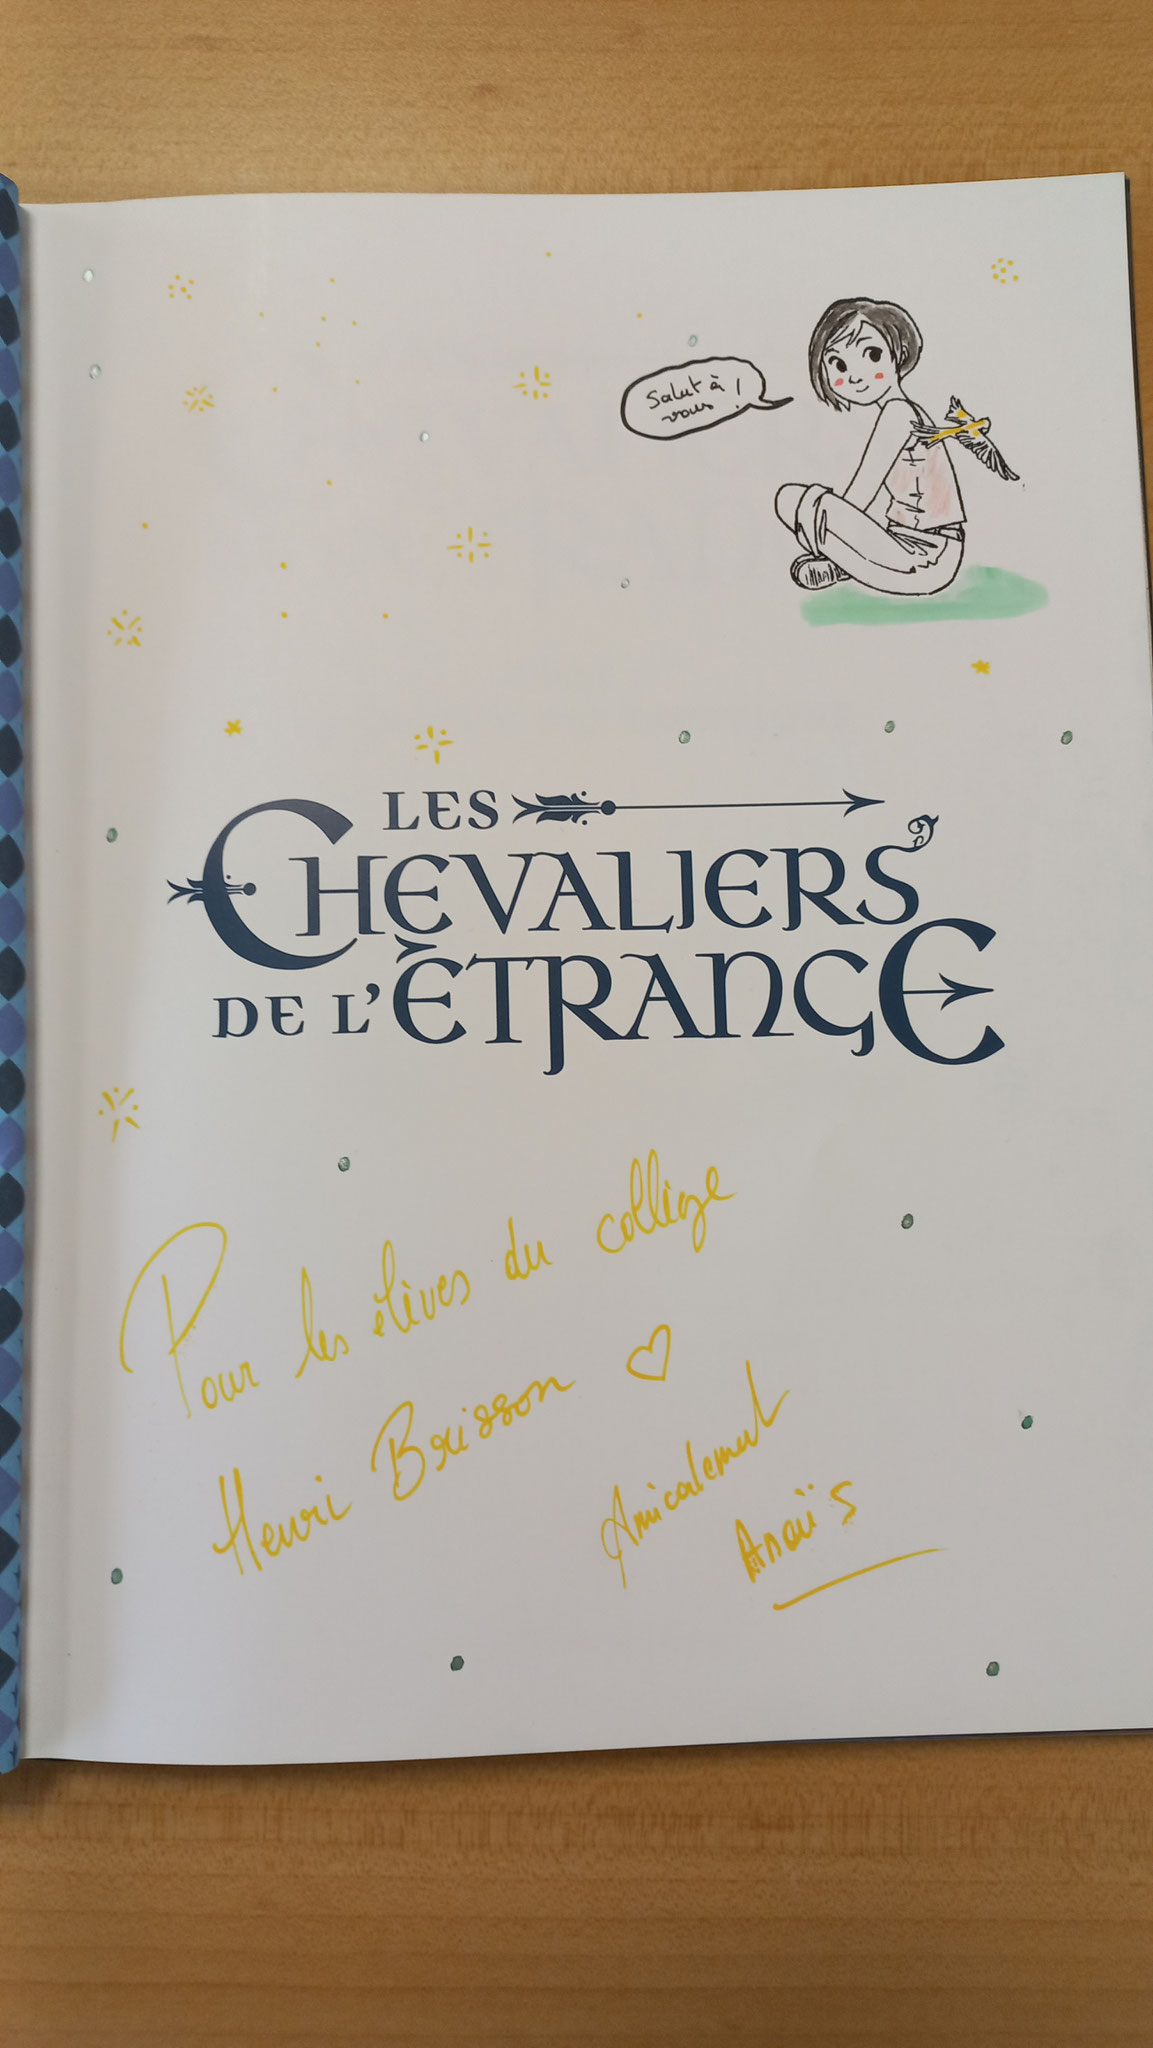 Salut à
vous !
LES
CHEVALIERS
DE L'ÉTRANGE
Pour les élèves du collège
Henri Brisson ♡
Amicalement
Anaïs